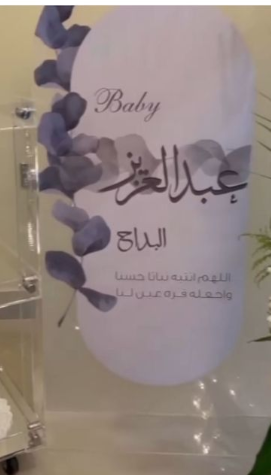 Baby
عبدالعزيز
البداح
اللهم انبته نباتا حسنا
واجعله قرة عين لنا